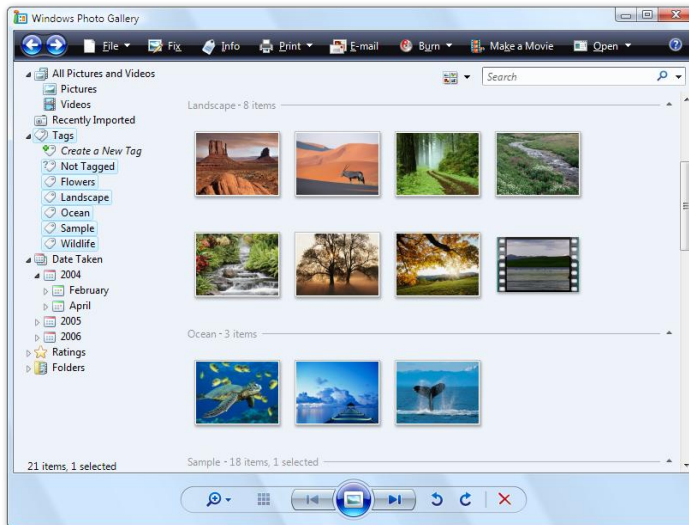 Windows Photo Gallery
File Fix Info Print E-mail Burn Make a Movie Open ?
All Pictures and Videos
Pictures
Videos
Recently Imported
Tags
Create a New Tag
Not Tagged
Flowers
Landscape
Ocean
Sample
Wildlife
Date Taken
2004
February
April
2005
2006
Ratings
Folders
21 items, 1 selected
Search
Landscape - 8 items
Ocean - 3 items
Sample - 18 items, 1 selected